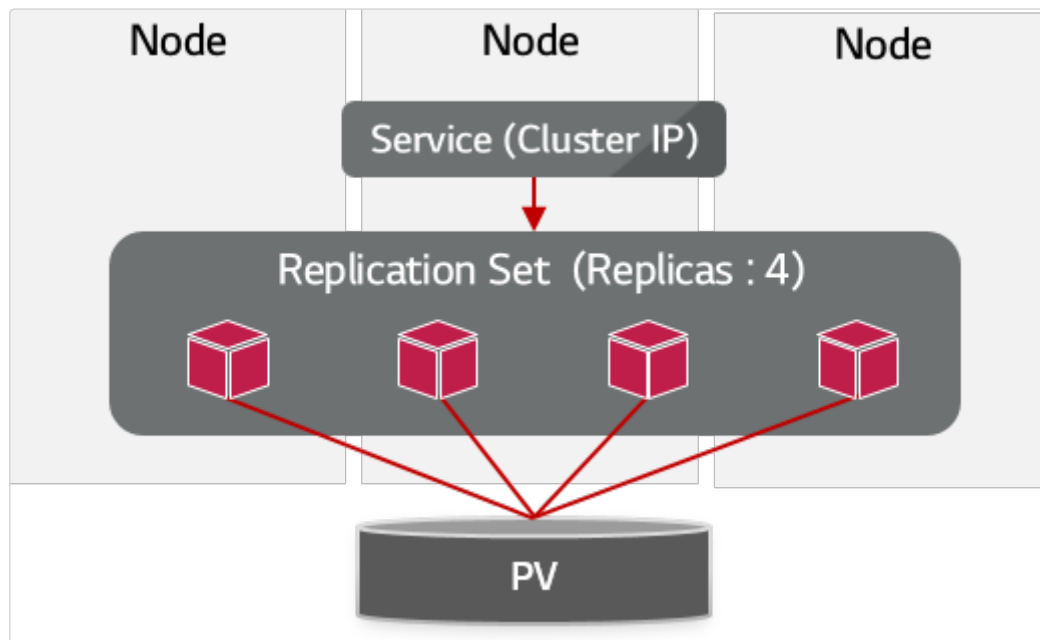 Node
Node
Node
Service (Cluster IP)
Replication Set (Replicas : 4)
PV